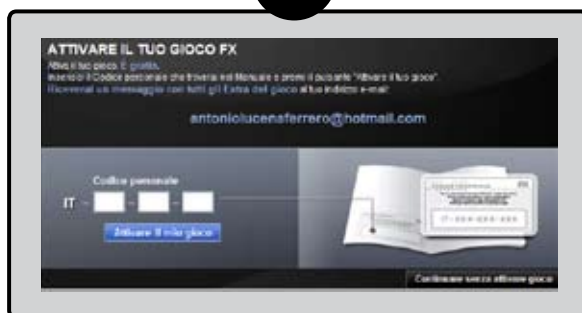 ATTIVARE IL TUO GIOCO FX
Attiva il tuo gioco. È gratis.
Inserisci il Codice personale che troverai nel Manuale e premi il pulsante "Attivare il tuo gioco".
Riceverai un messaggio con tutti gli Extra del gioco al tuo indirizzo e-mail:
antoniolucenaferrero@hotmail.com
Codice personale
IT - - -
Attivare il mio gioco
FX
Continuare senza attivare gioco